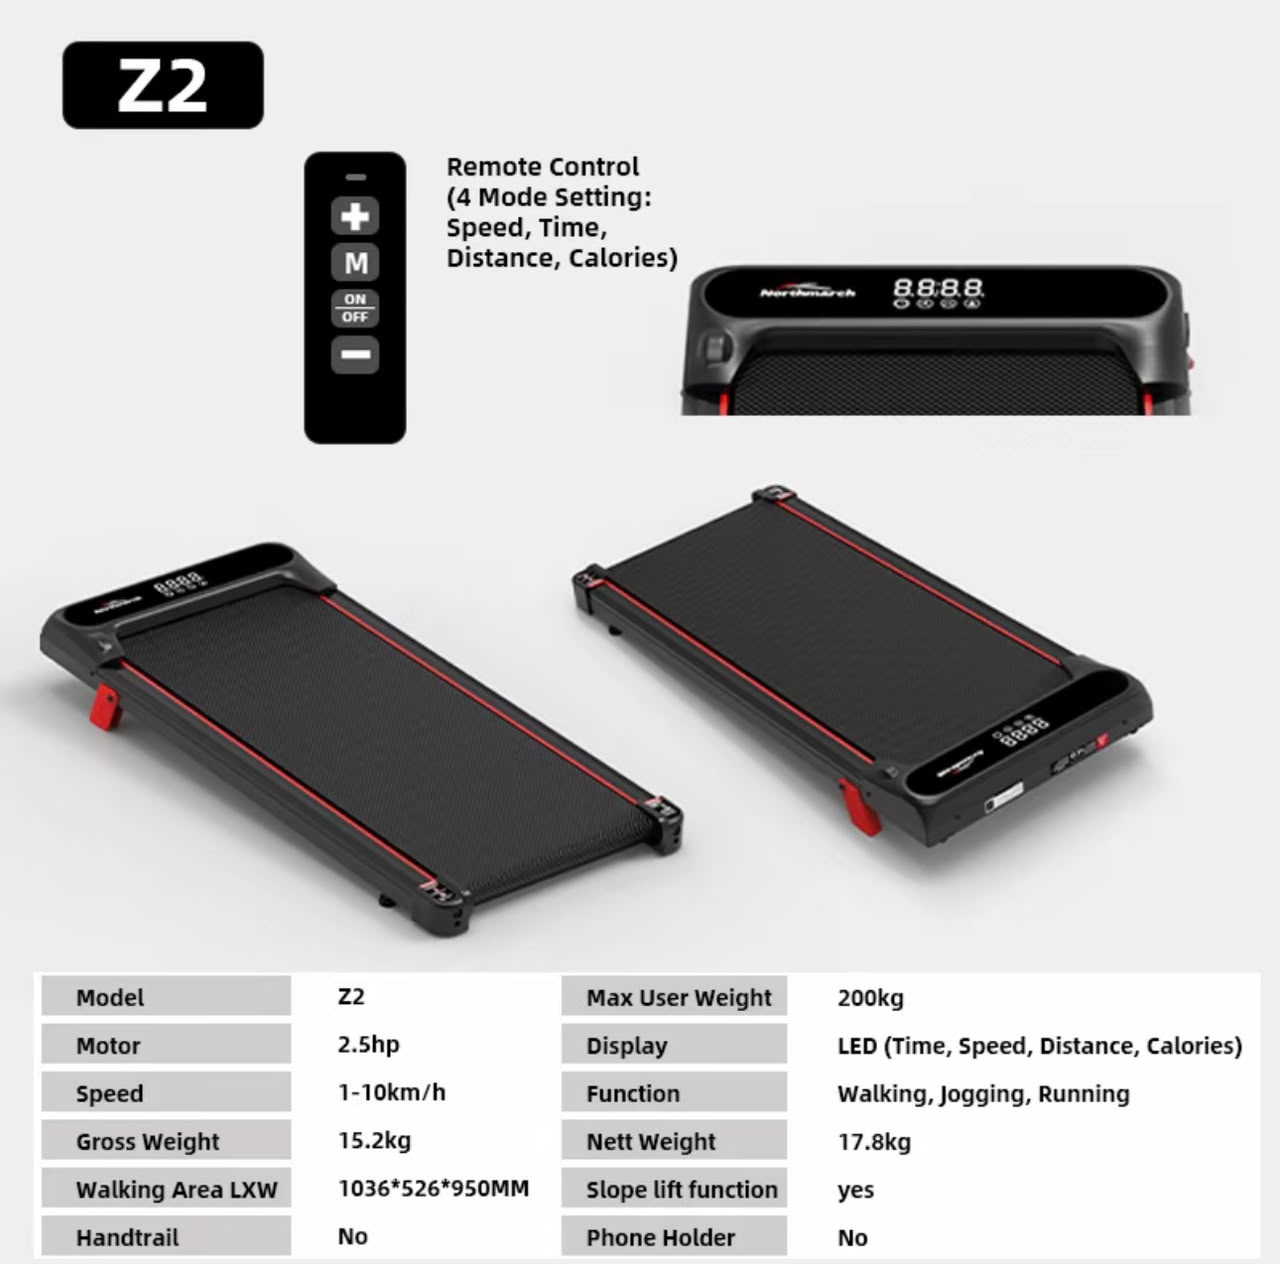 Z2
Remote Control
(4 Mode Setting:
Speed, Time,
Distance, Calories)
M
ON
OFF
Northmarch
8.8:8.8.
Model Z2 Max User Weight 200kg
Motor 2.5hp Display LED (Time, Speed, Distance, Calories)
Speed 1-10km/h Function Walking, Jogging, Running
Gross Weight 15.2kg Nett Weight 17.8kg
Walking Area LXW 1036*526*950MM Slope lift function yes
Handtrail No Phone Holder No